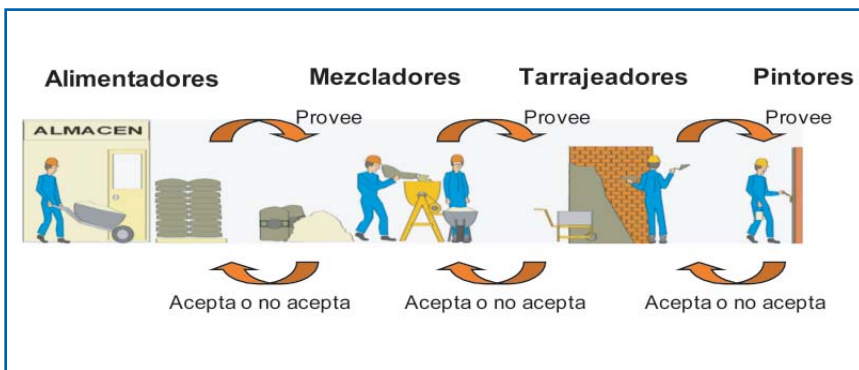 Alimentadores Mezcladores Tarrajeadores Pintores
Provee Provee Provee
ALMACEN
Acepta o no acepta Acepta o no acepta Acepta o no acepta